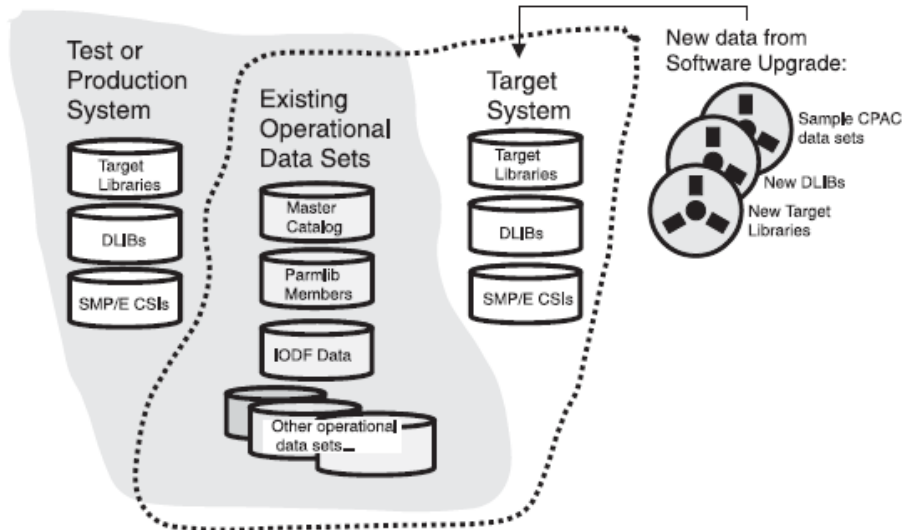 Test or
Production
System
Target
Libraries
DLIBs
SMP/E CSIs
Existing
Operational
Data Sets
Master
Catalog
Parmlib
Members
IODF Data
Other operational
data sets...
Target
System
Target
Libraries
DLIBs
SMP/E CSIs
New data from
Software Upgrade:
Sample CPAC
data sets
New DLIBs
New Target
Libraries